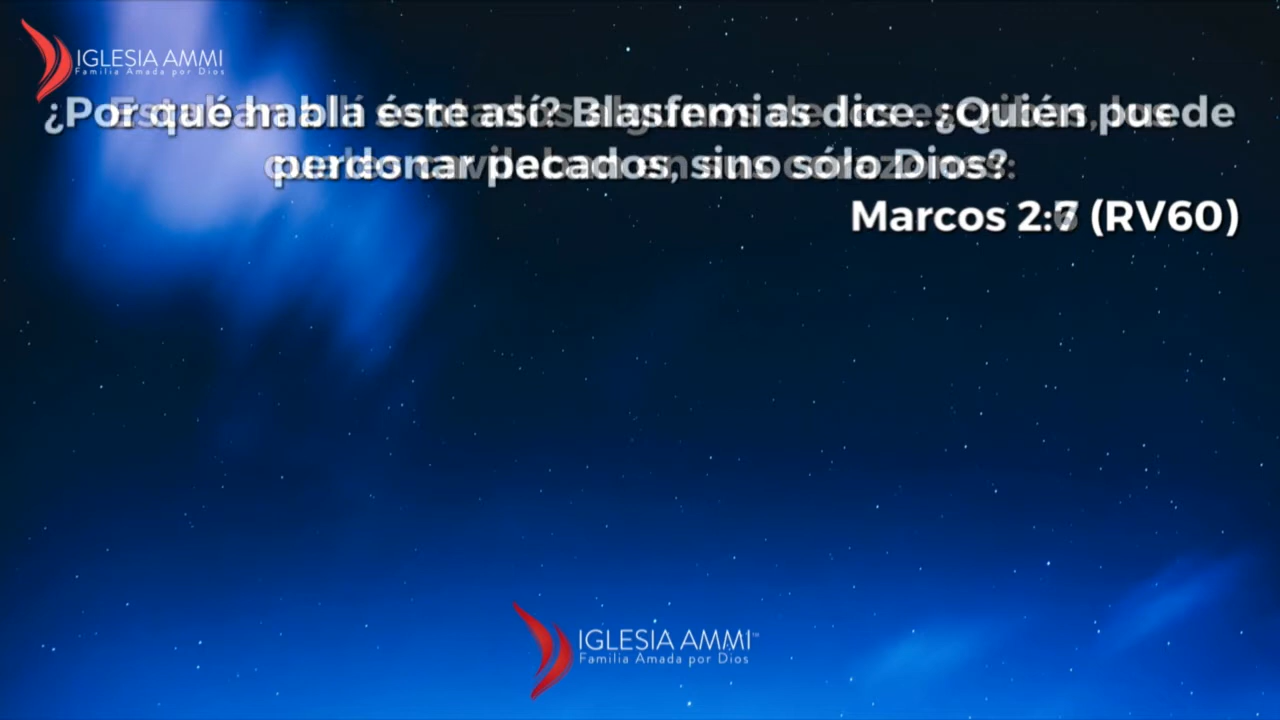 IGLESIA AMMI
Familia Amada por Dios
¿Por qué habla éste así? Blasfemias dice. ¿Quién puede
perdonar pecados, sino sólo Dios?
Marcos 2:7 (RV60)
IGLESIA AMMI™
Familia Amada por Dios